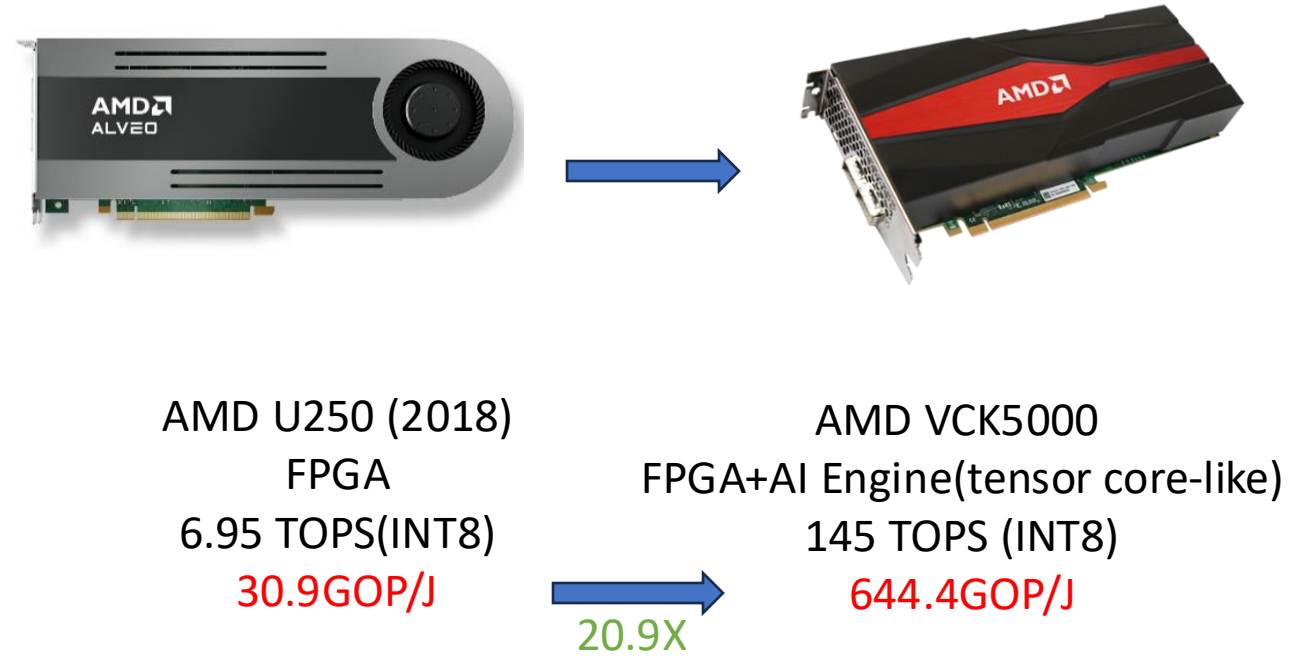 AMD
ALVEO
AMD
AMD U250 (2018)
FPGA
6.95 TOPS(INT8)
30.9GOP/J
AMD VCK5000
FPGA+AI Engine(tensor core-like)
145 TOPS (INT8)
644.4GOP/J
20.9X